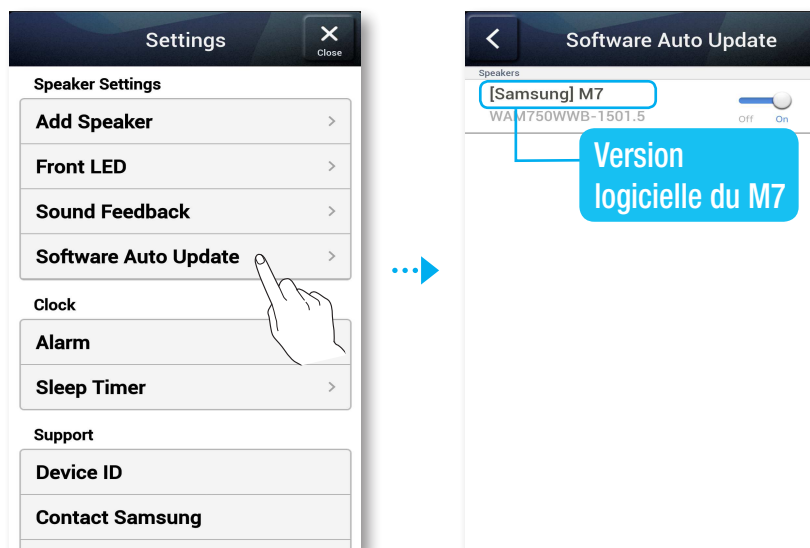 Settings
Close
Speaker Settings
Add Speaker
Front LED
Sound Feedback
Software Auto Update
Clock
Alarm
Sleep Timer
Support
Device ID
Contact Samsung
Software Auto Update
Speakers
[Samsung] M7
WAM750WWB-1501.5
Off On
Version
logicielle du M7